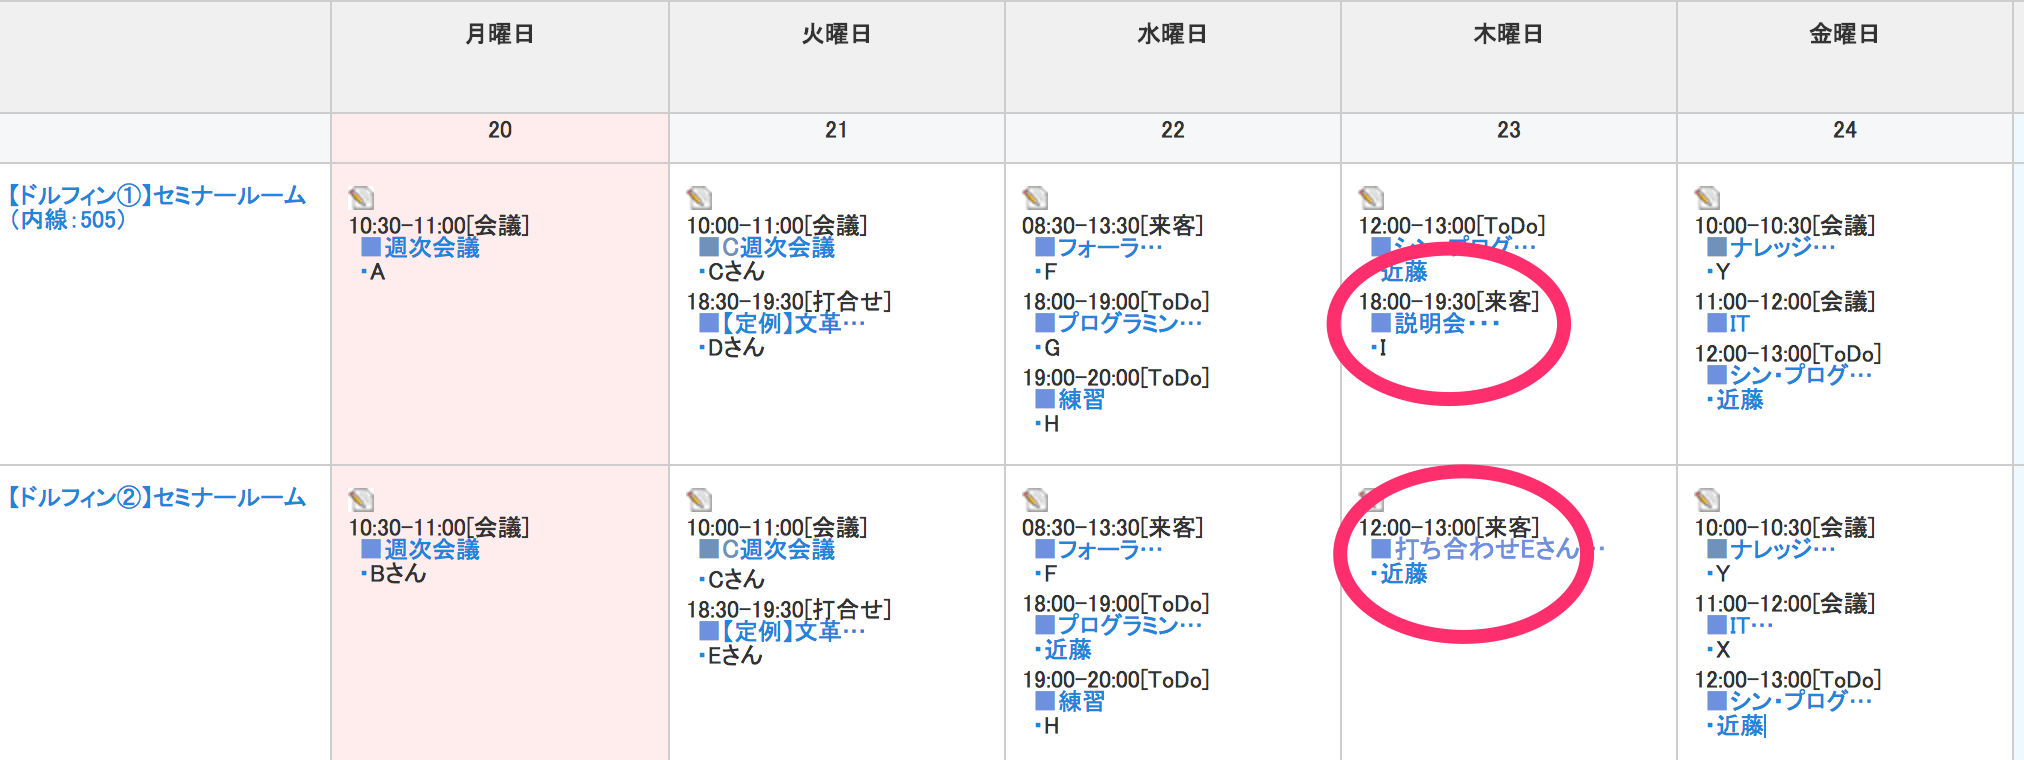 月曜日
火曜日
水曜日
木曜日
金曜日
20
21
22
23
24
【ドルフィン①】セミナールーム
（内線：505）
10:30-11:00[会議]
■週次会議
・A
10:00-11:00[会議]
■C週次会議
・Cさん
18:30-19:30[打合せ]
■【定例】文革…
・Dさん
08:30-13:30[来客]
■フォーラ…
・F
18:00-19:00[ToDo]
■プログラミン…
・G
19:00-20:00[ToDo]
■練習
・H
12:00-13:00[ToDo]
■シン・プログ…
近藤
18:00-19:30[来客]
■説明会・・・
・I
10:00-10:30[会議]
■ナレッジ…
・Y
11:00-12:00[会議]
■IT
12:00-13:00[ToDo]
■シン・プログ…
・近藤
【ドルフィン②】セミナールーム
10:30-11:00[会議]
■週次会議
・Bさん
10:00-11:00[会議]
■C週次会議
・Cさん
18:30-19:30[打合せ]
■【定例】文革…
・Eさん
08:30-13:30[来客]
■フォーラ…
・F
18:00-19:00[ToDo]
■プログラミン…
・近藤
19:00-20:00[ToDo]
■練習
・H
12:00-13:00[来客]
■打ち合わせEさん…
・近藤
10:00-10:30[会議]
■ナレッジ…
・Y
11:00-12:00[会議]
■IT…
・X
12:00-13:00[ToDo]
■シン・プログ…
・近藤